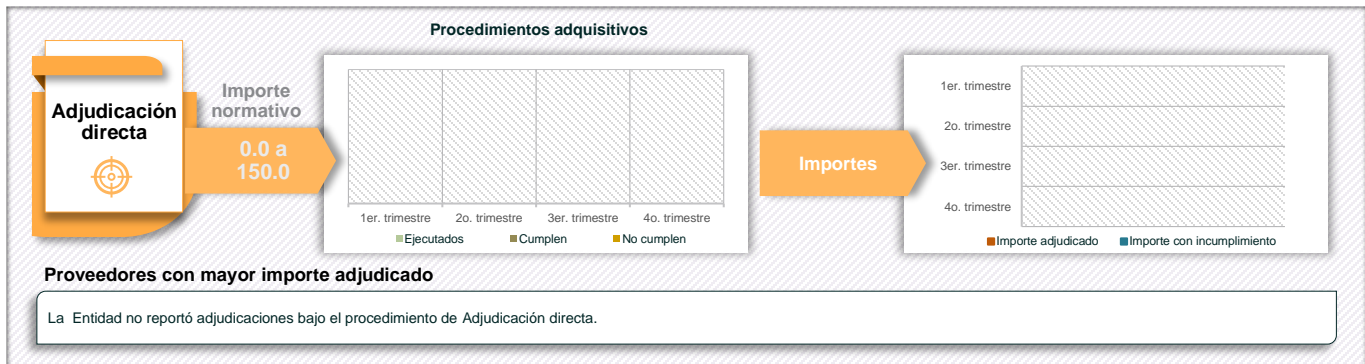 Procedimientos adquisitivos
Adjudicación
directa
Importe
normativo
0.0 a
150.0
1er. trimestre 2o. trimestre 3er. trimestre 4o. trimestre
Ejecutados Cumplen No cumplen
Importes
1er. trimestre
2o. trimestre
3er. trimestre
4o. trimestre
Importe adjudicado Importe con incumplimiento
Proveedores con mayor importe adjudicado
La Entidad no reportó adjudicaciones bajo el procedimiento de Adjudicación directa.